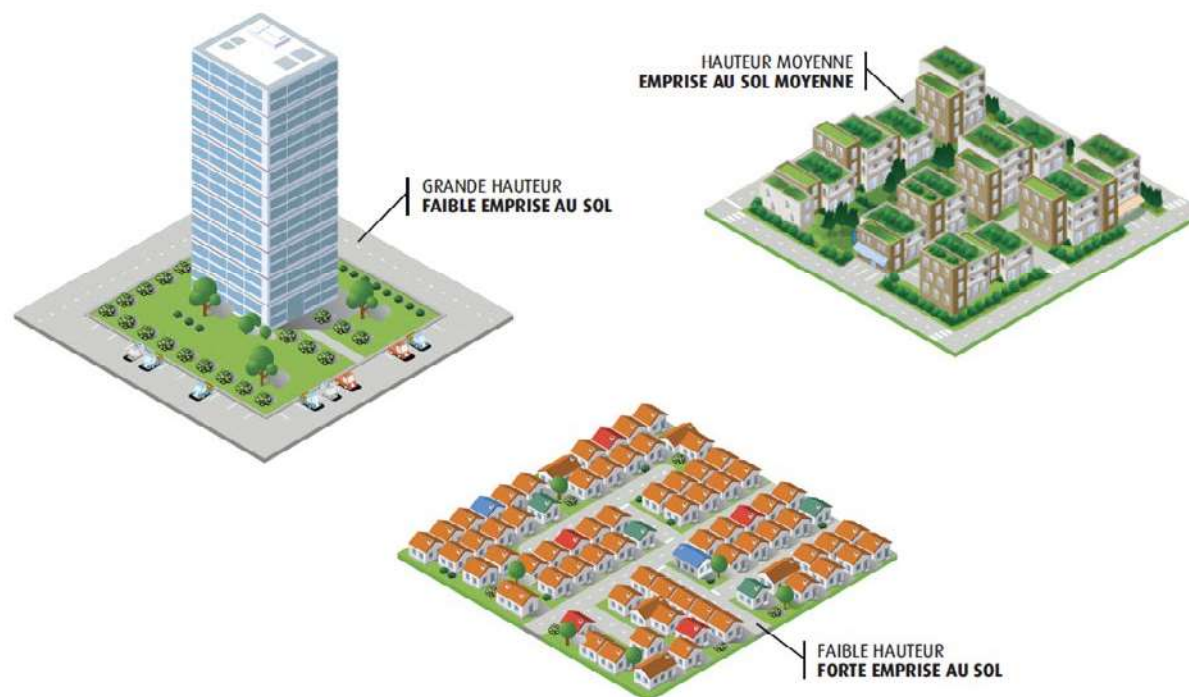 HAUTEUR MOYENNE
EMPRISE AU SOL MOYENNE
GRANDE HAUTEUR
FAIBLE EMPRISE AU SOL
FAIBLE HAUTEUR
FORTE EMPRISE AU SOL